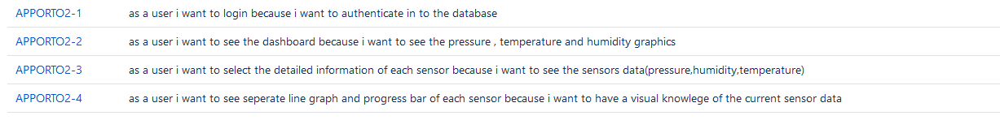 APPORTO2-1 as a user i want to login because i want to authenticate in to the database
APPORTO2-2 as a user i want to see the dashboard because i want to see the pressure , temperature and humidity graphics
APPORTO2-3 as a user i want to select the detailed information of each sensor because i want to see the sensors data(pressure,humidity,temperature)
APPORTO2-4 as a user i want to see seperate line graph and progress bar of each sensor because i want to have a visual knowlege of the current sensor data